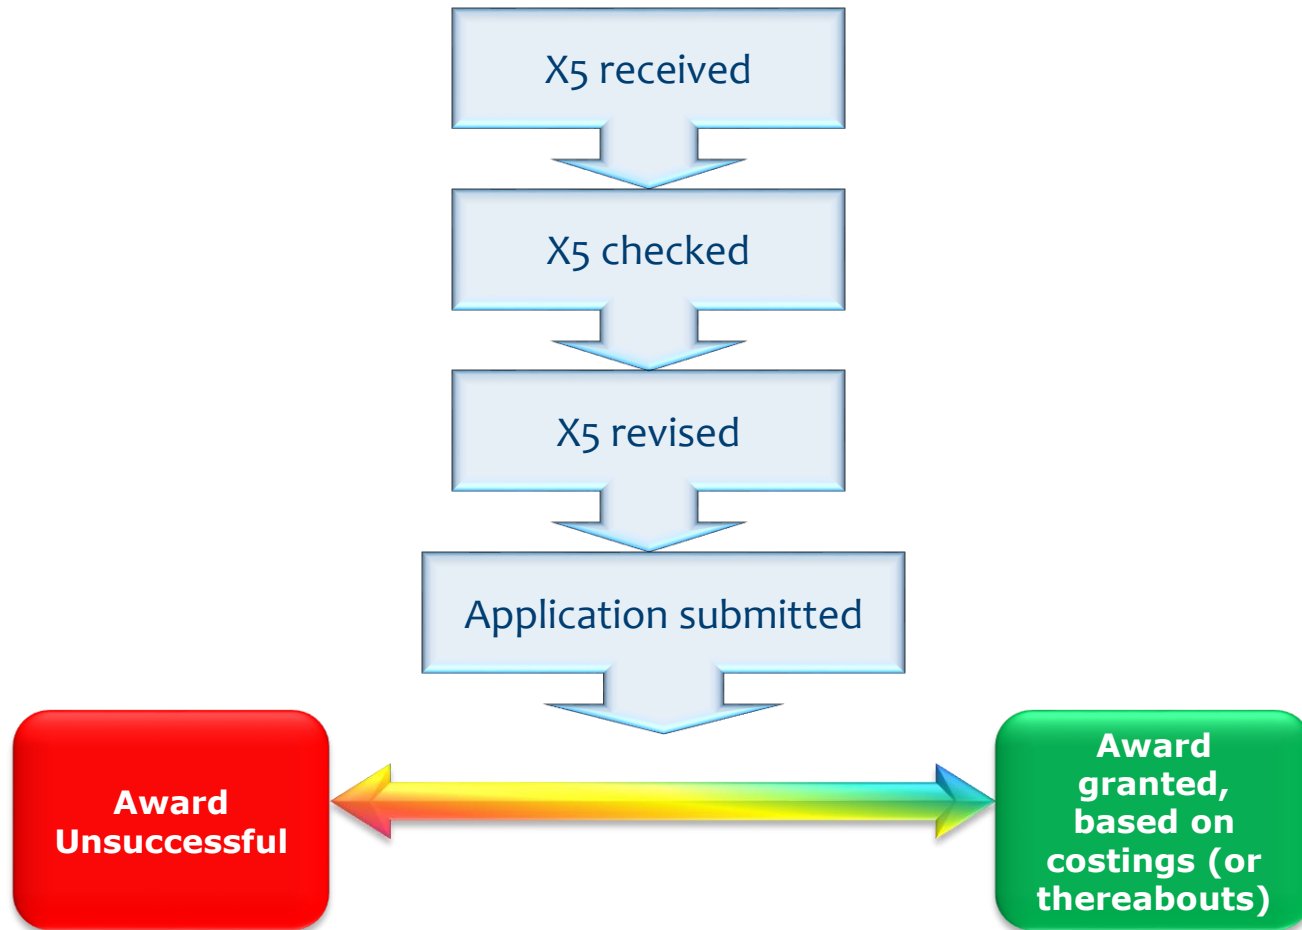 X5 received
X5 checked
X5 revised
Application submitted
Award
Unsuccessful
Award
granted,
based on
costings (or
thereabouts)